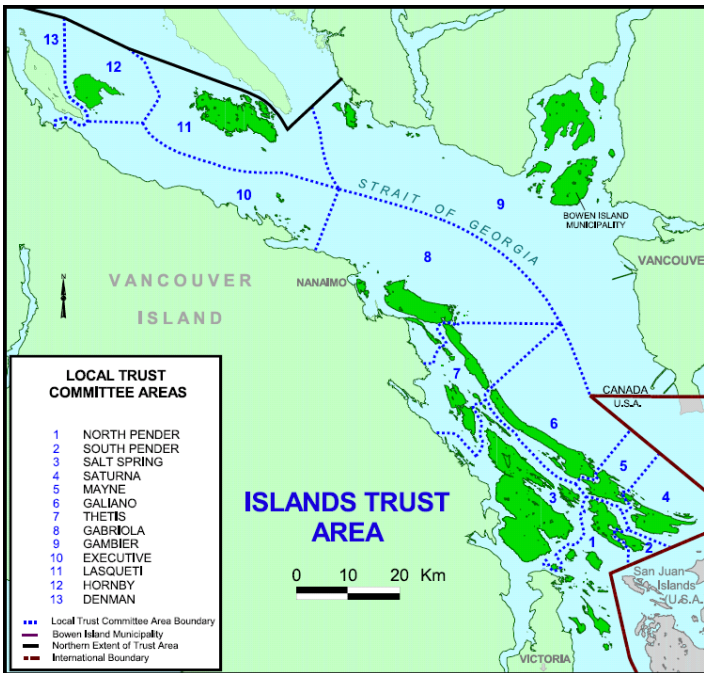 13
12
11
10
9
STRAIT OF GEORGIA
8
BOWEN ISLAND
MUNICIPALITY
VANCOUVE
VANCOUVER
ISLAND
NANAIMO
N
7
6
5
4
3
1
2
CANADA
U.S.A.
San Juan
Islands
(U.S.A.
VICTORIA
ISLANDS TRUST
AREA
0 10 20 Km
LOCAL TRUST
COMMITTEE AREAS
1 NORTH PENDER
2 SOUTH PENDER
3 SALT SPRING
4 SATURNA
5 MAYNE
6 GALIANO
7 THETIS
8 GABRIOLA
9 GAMBIER
10 EXECUTIVE
11 LASQUETI
12 HORNBY
13 DENMAN
Local Trust Committee Area Boundary
Bowen Island Municipality
Northern Extent of Trust Area
International Boundary